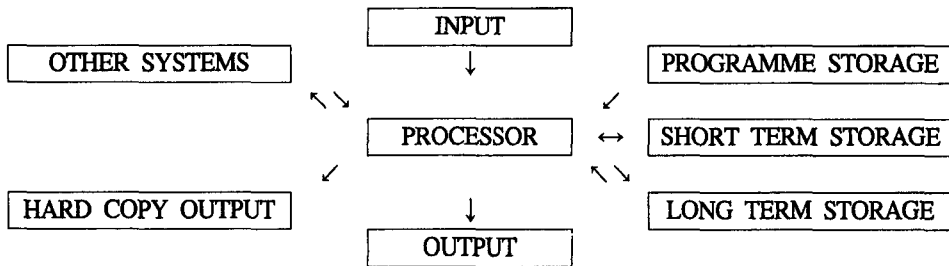 INPUT
OTHER SYSTEMS
PROGRAMME STORAGE
PROCESSOR
SHORT TERM STORAGE
HARD COPY OUTPUT
LONG TERM STORAGE
OUTPUT